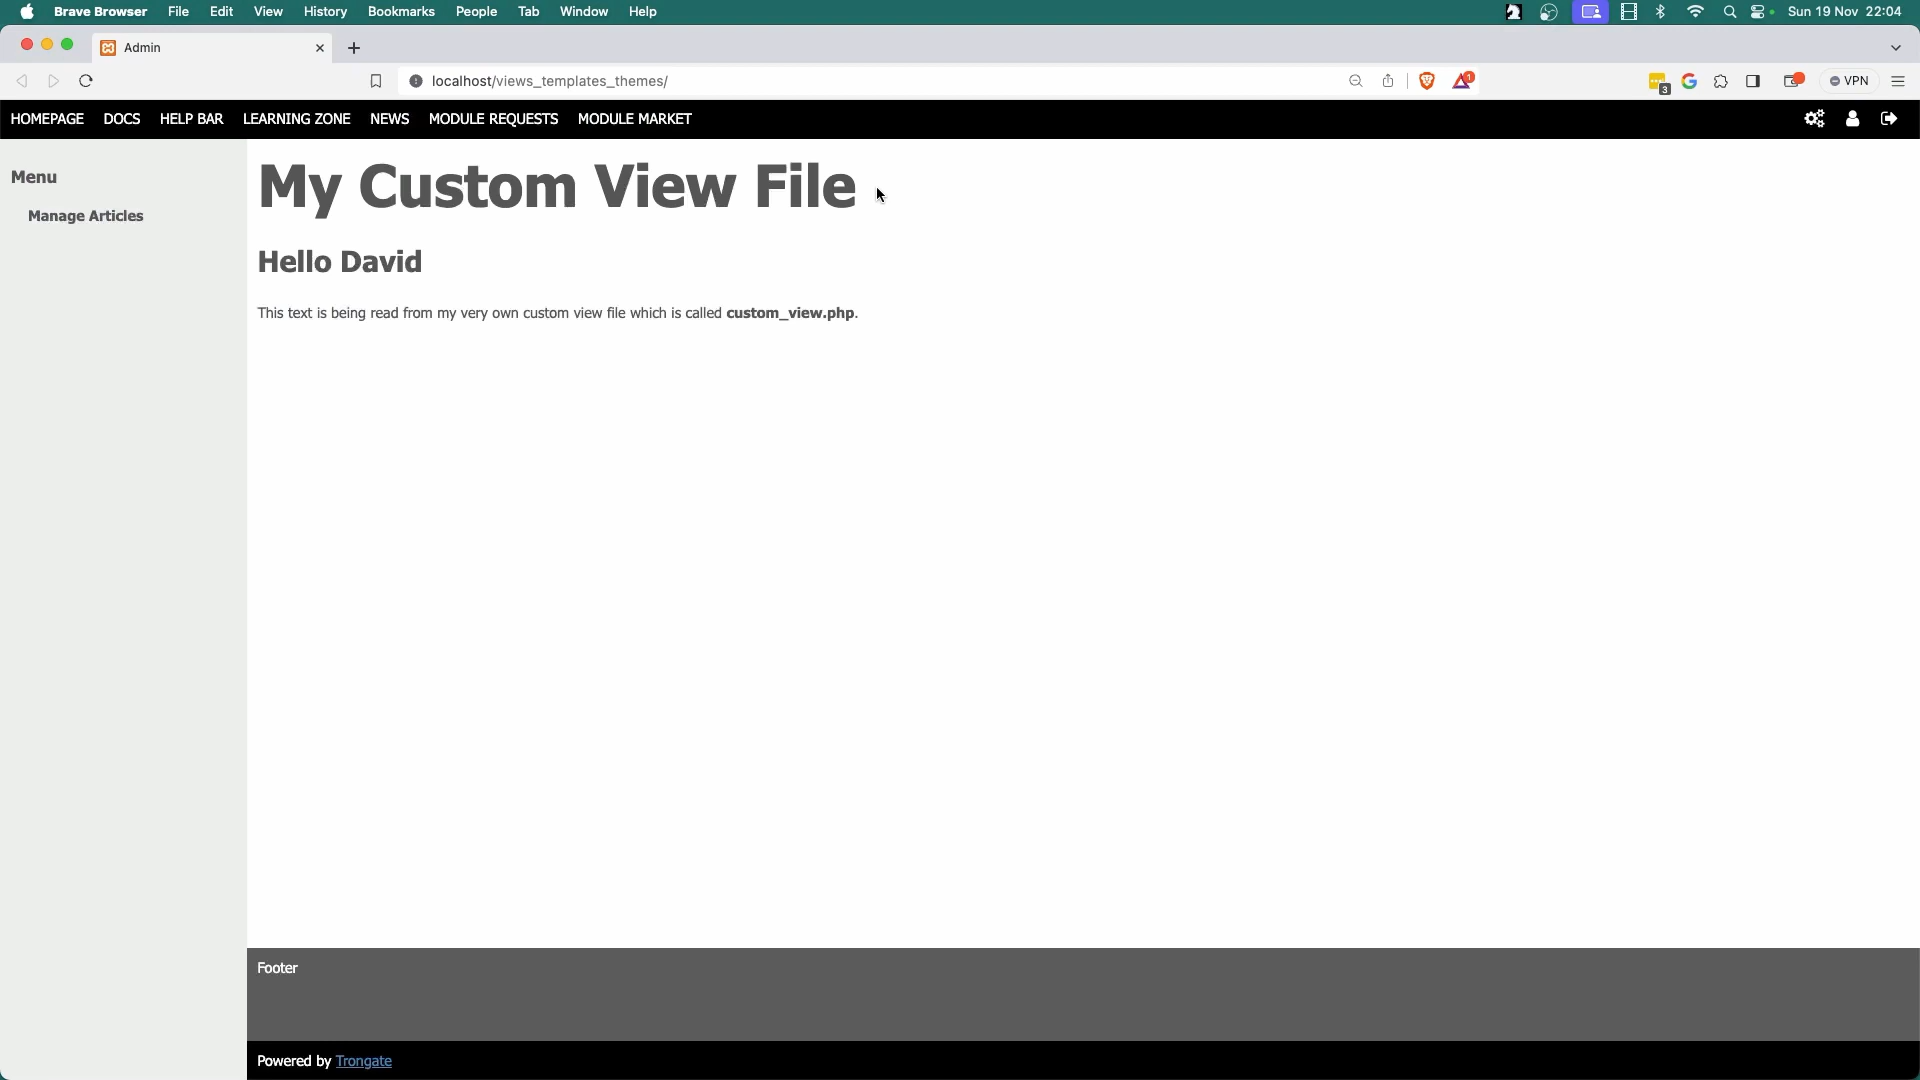 Brave Browser File Edit View History Bookmarks People Tab Window Help Sun 19 Nov 22:04
Admin
localhost/views_templates_themes/ 1 3 VPN
HOMEPAGE DOCS HELP BAR LEARNING ZONE NEWS MODULE REQUESTS MODULE MARKET
Menu
Manage Articles
My Custom View File
Hello David
This text is being read from my very own custom view file which is called custom_view.php.
Footer
Powered by Trongate